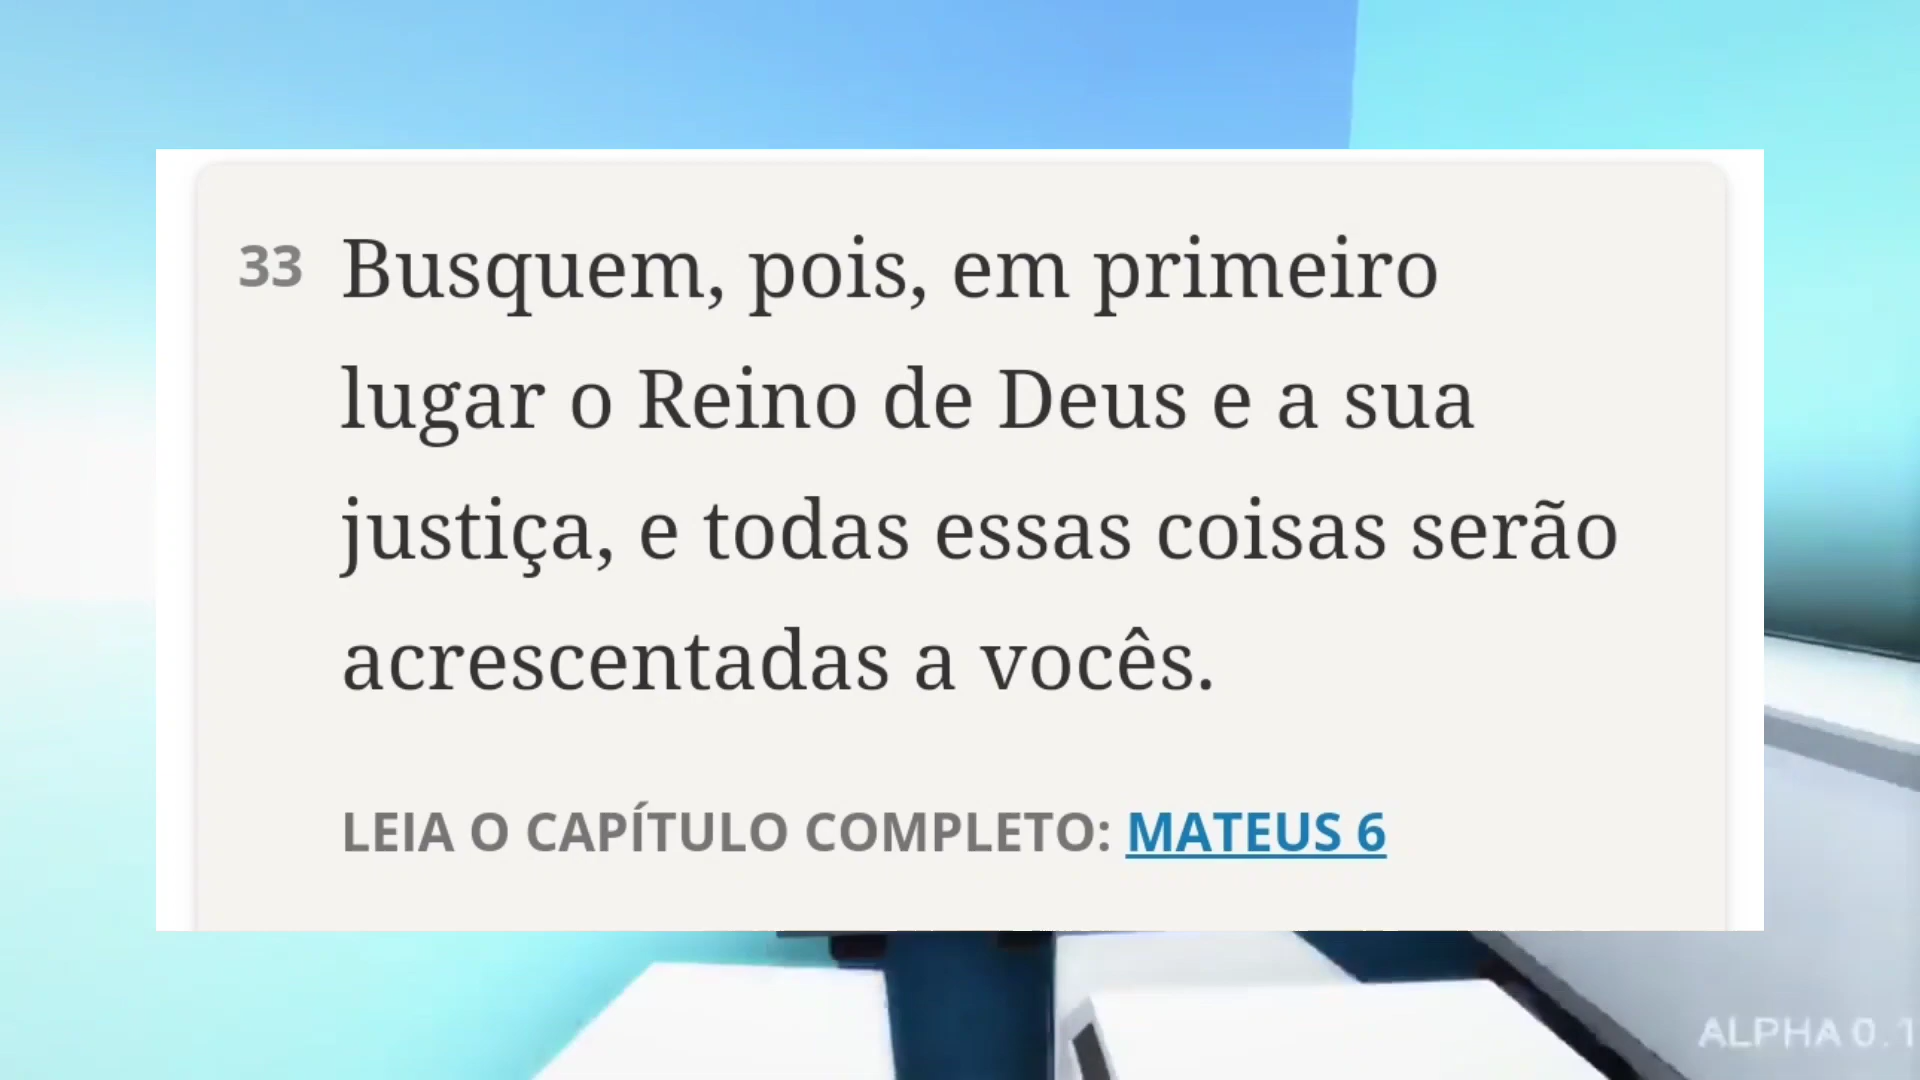 33 Busquem, pois, em primeiro
lugar o Reino de Deus e a sua
justiça, e todas essas coisas serão
acrescentadas a vocês.
LEIA O CAPÍTULO COMPLETO: MATEUS 6
ALPHA 0.1